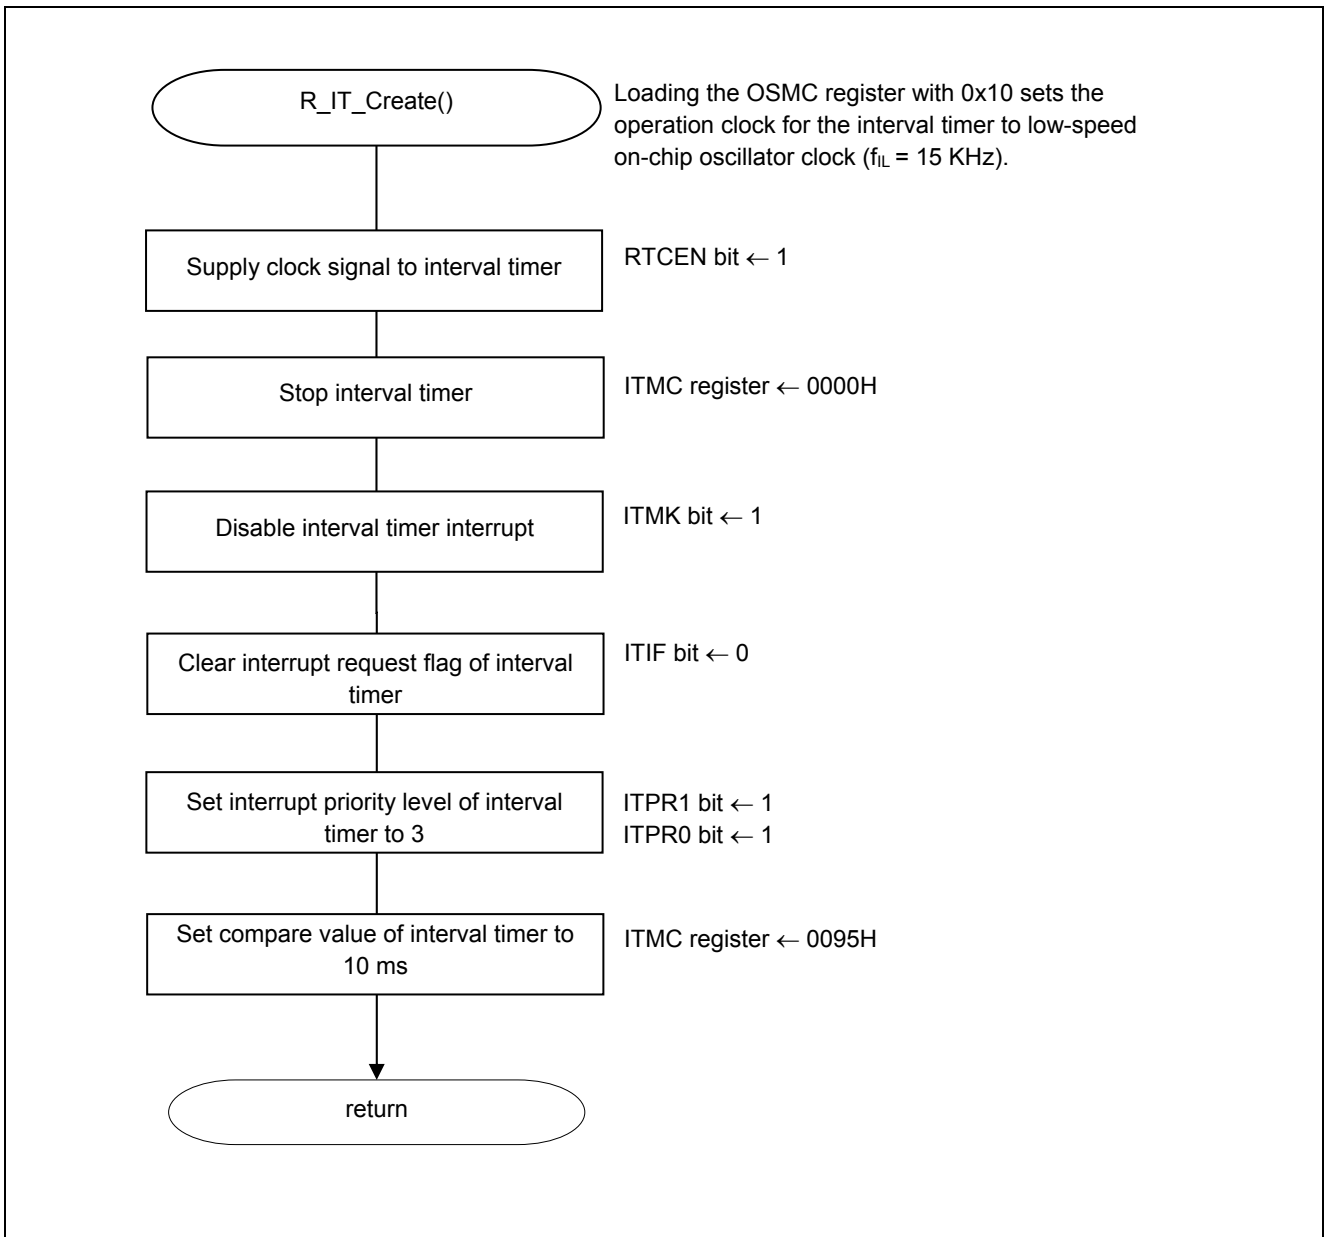 R_IT_Create()
Loading the OSMC register with 0x10 sets the
operation clock for the interval timer to low-speed
on-chip oscillator clock (fIL = 15 KHz).
Supply clock signal to interval timer
RTCEN bit ← 1
Stop interval timer
ITMC register ← 0000H
Disable interval timer interrupt
ITMK bit ← 1
Clear interrupt request flag of interval
timer
ITIF bit ← 0
Set interrupt priority level of interval
timer to 3
ITPR1 bit ← 1
ITPR0 bit ← 1
Set compare value of interval timer to
10 ms
ITMC register ← 0095H
return